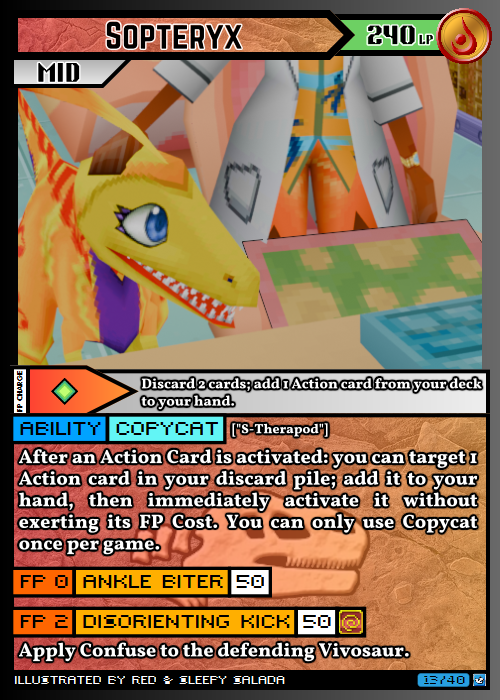 Sopteryx
240 LP
MID
FP CHARGE
Discard 2 cards; add 1 Action card from your deck
to your hand.
ABILITY COPYCAT ["S-Therapod"]
After an Action Card is activated: you can target 1
Action card in your discard pile; add it to your
hand, then immediately activate it without
exerting its FP Cost. You can only use Copycat
once per game.
FP 0 ANKLE BITER 50
FP 2 DISORIENTING KICK 50
Apply Confuse to the defending Vivosaur.
ILLUSTRATED BY RED & SLEEPY SALADA
13/40